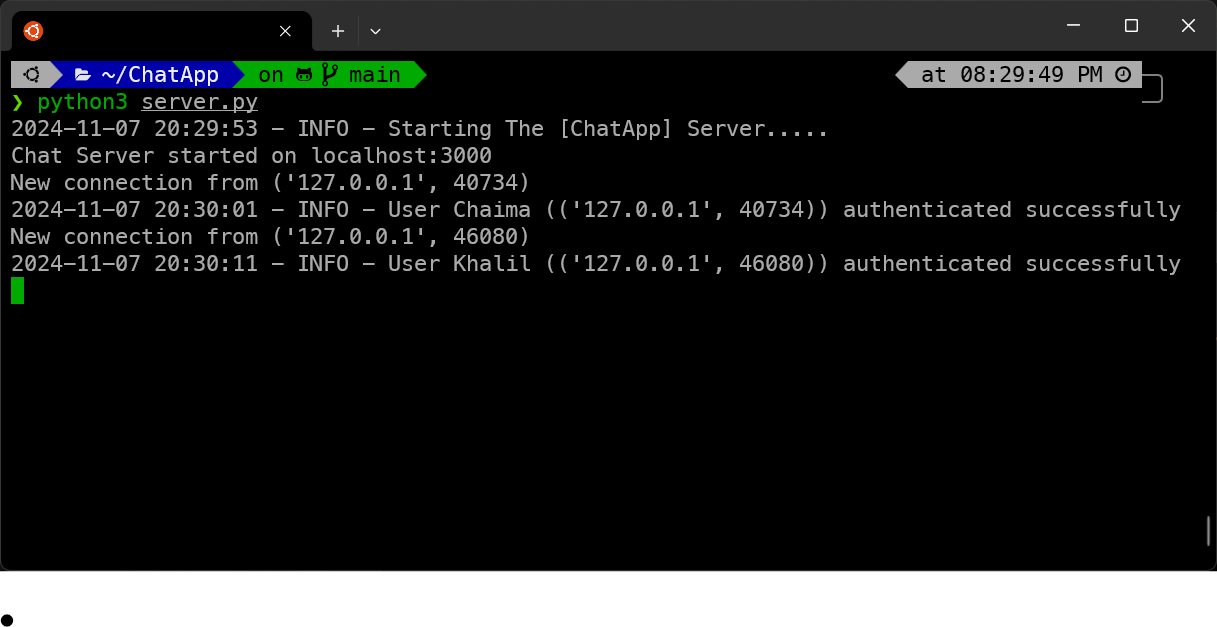 ~/ChatApp on main at 08:29:49 PM
❯ python3 server.py
2024-11-07 20:29:53 - INFO - Starting The [ChatApp] Server.....
Chat Server started on localhost:3000
New connection from ('127.0.0.1', 40734)
2024-11-07 20:30:01 - INFO - User Chaima (('127.0.0.1', 40734)) authenticated successfully
New connection from ('127.0.0.1', 46080)
2024-11-07 20:30:11 - INFO - User Khalil (('127.0.0.1', 46080)) authenticated successfully